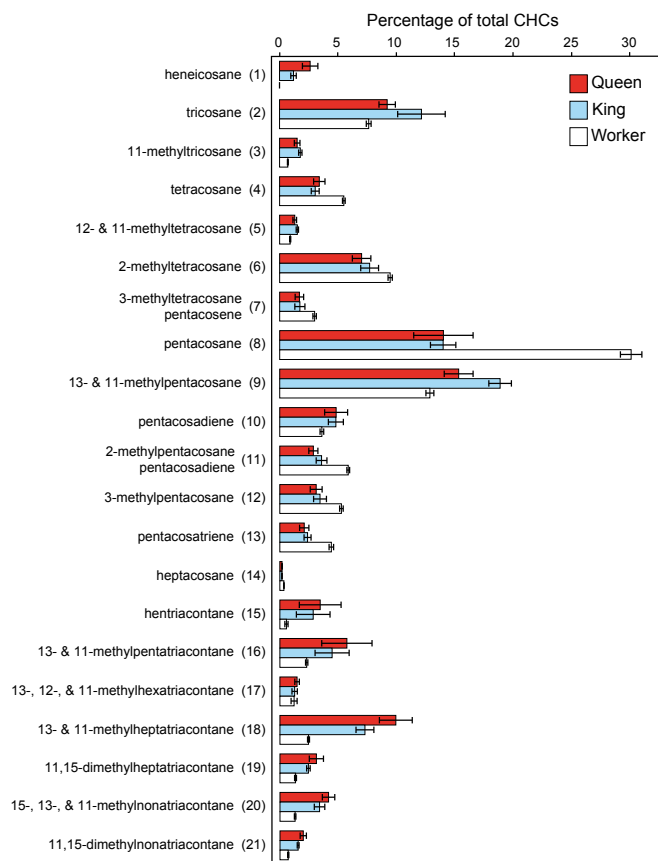 Percentage of total CHCs
0 5 10 15 20 25 30
Queen
King
Worker
heneicosane (1)
tricosane (2)
11-methyltricosane (3)
tetracosane (4)
12- & 11-methyltetracosane (5)
2-methyltetracosane (6)
3-methyltetracosane
pentacosene (7)
pentacosane (8)
13- & 11-methylpentacosane (9)
pentacosadiene (10)
2-methylpentacosane
pentacosadiene (11)
3-methylpentacosane (12)
pentacosatriene (13)
heptacosane (14)
hentriacontane (15)
13- & 11-methylpentatriacontane (16)
13-, 12-, & 11-methylhexatriacontane (17)
13- & 11-methylheptatriacontane (18)
11,15-dimethylheptatriacontane (19)
15-, 13-, & 11-methylnonatriacontane (20)
11,15-dimethylnonatriacontane (21)